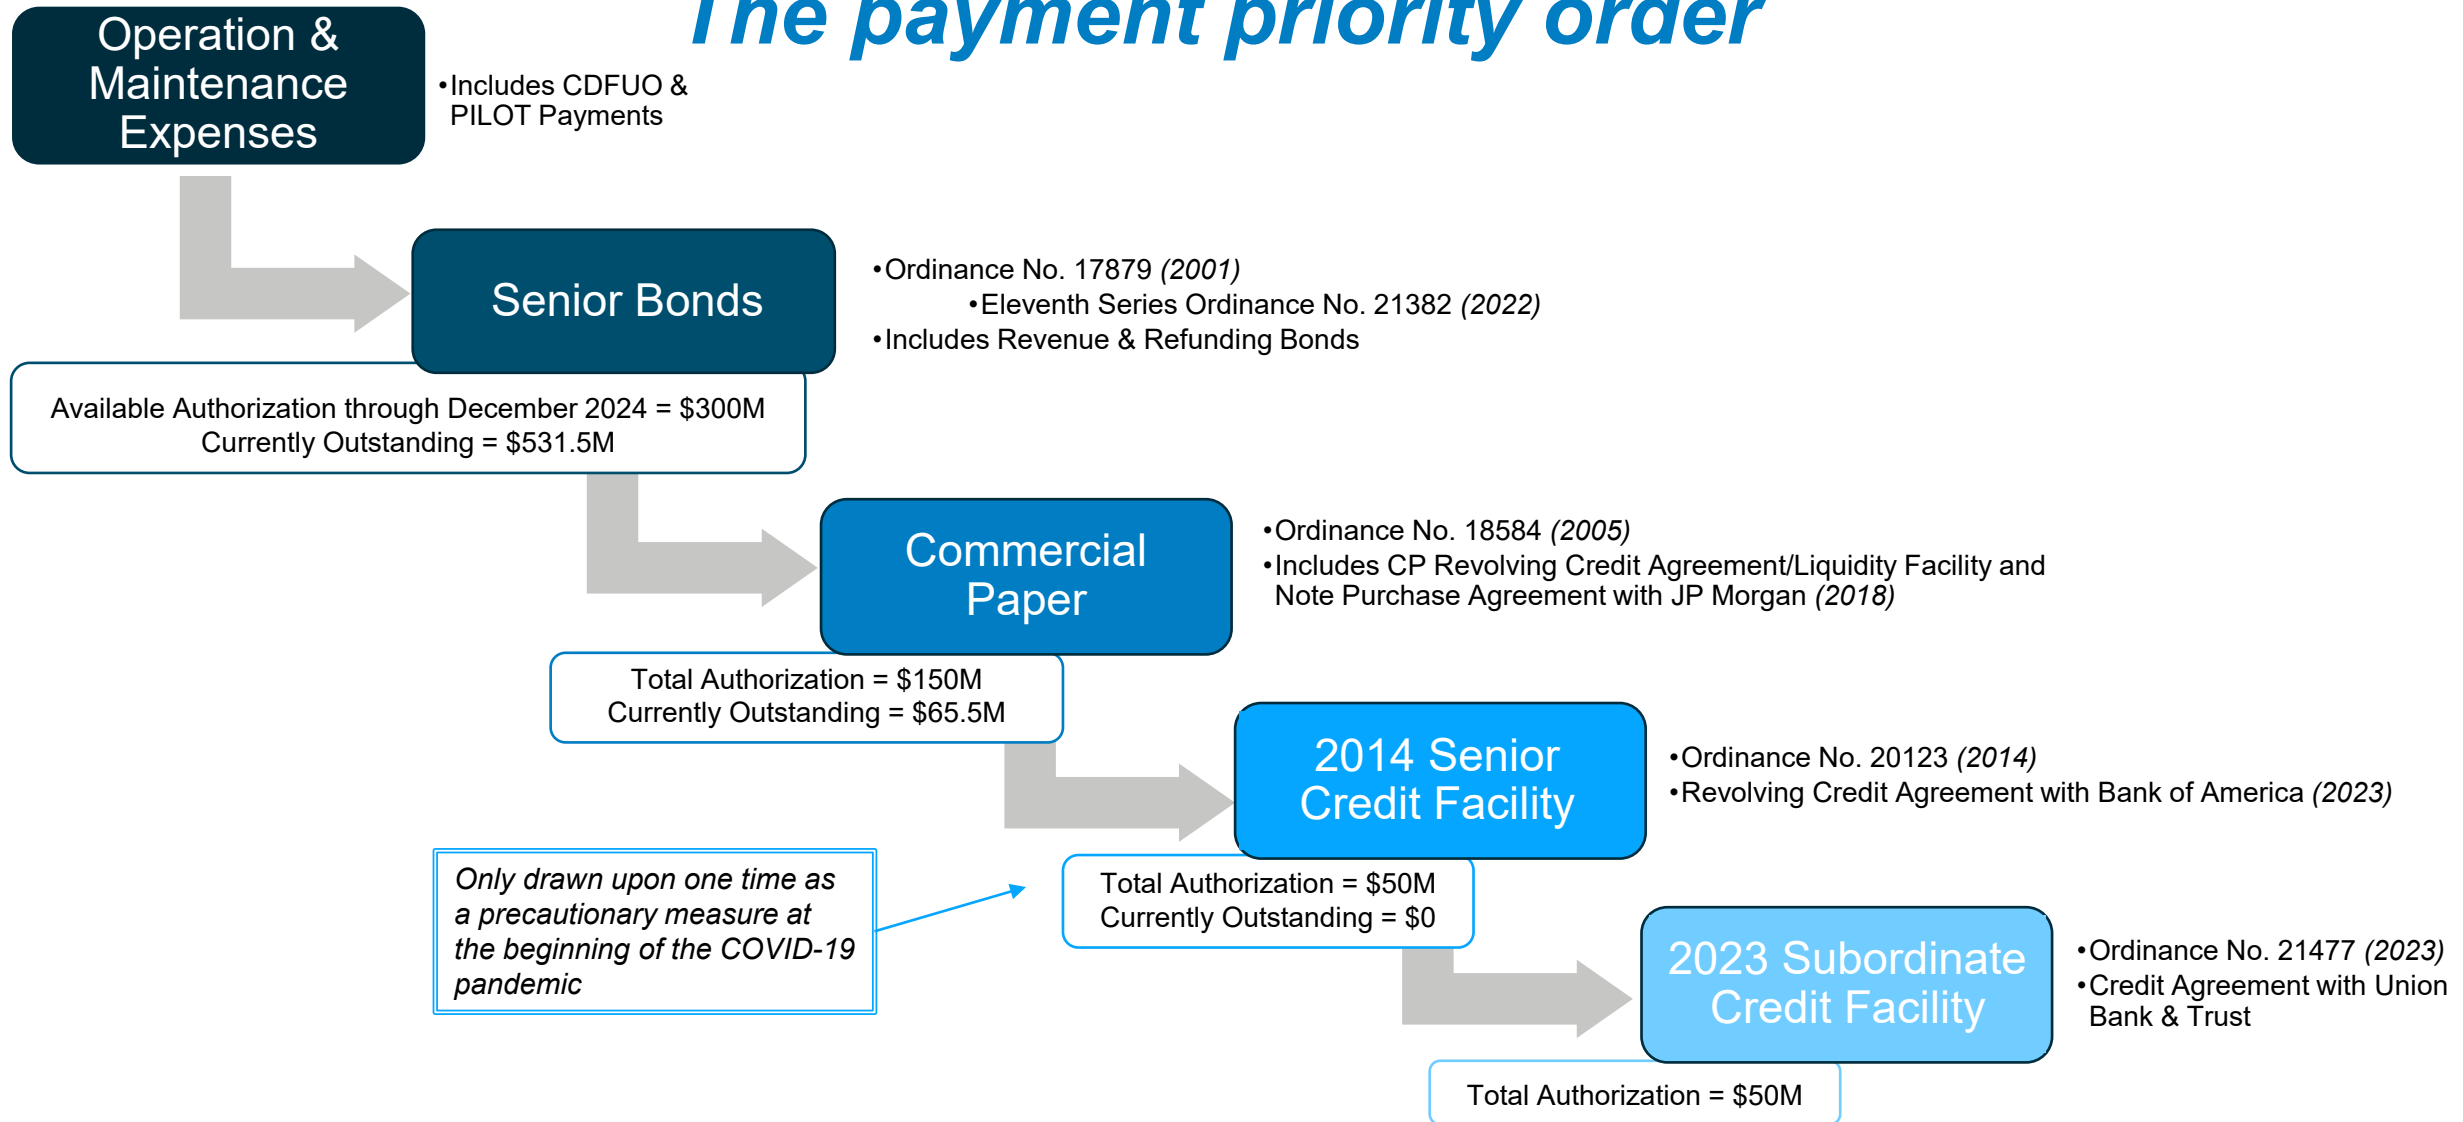 The payment priority order
Operation &
Maintenance
Expenses
•Includes CDFUO &
PILOT Payments
Senior Bonds
•Ordinance No. 17879 (2001)
•Eleventh Series Ordinance No. 21382 (2022)
•Includes Revenue & Refunding Bonds
Available Authorization through December 2024 = $300M
Currently Outstanding = $531.5M
Commercial
Paper
•Ordinance No. 18584 (2005)
•Includes CP Revolving Credit Agreement/Liquidity Facility and
Note Purchase Agreement with JP Morgan (2018)
Total Authorization = $150M
Currently Outstanding = $65.5M
2014 Senior
Credit Facility
•Ordinance No. 20123 (2014)
•Revolving Credit Agreement with Bank of America (2023)
Only drawn upon one time as
a precautionary measure at
the beginning of the COVID-19
pandemic
Total Authorization = $50M
Currently Outstanding = $0
2023 Subordinate
Credit Facility
•Ordinance No. 21477 (2023)
•Credit Agreement with Union
Bank & Trust
Total Authorization = $50M